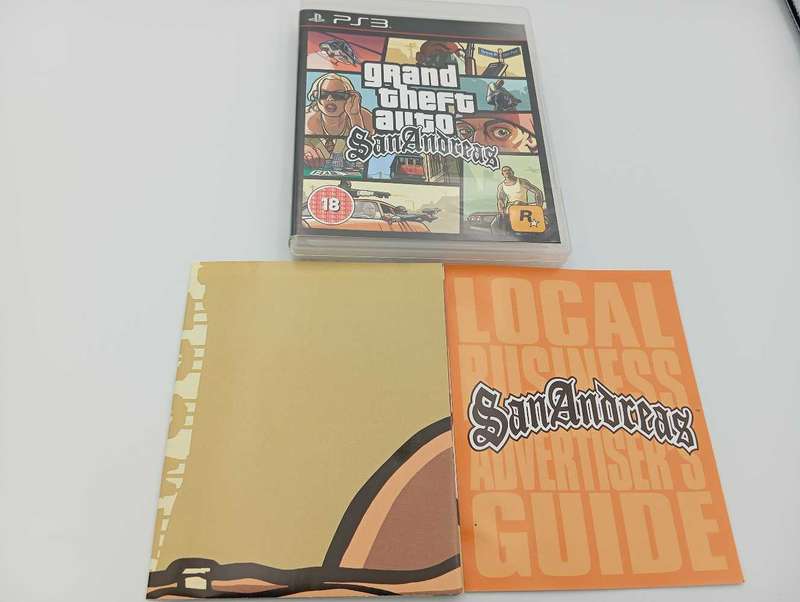 PS3
grand
theft
auto
San Andreas
18
R
LOCAL
BUSINESS
San Andreas
ADVERTISER'S
GUIDE